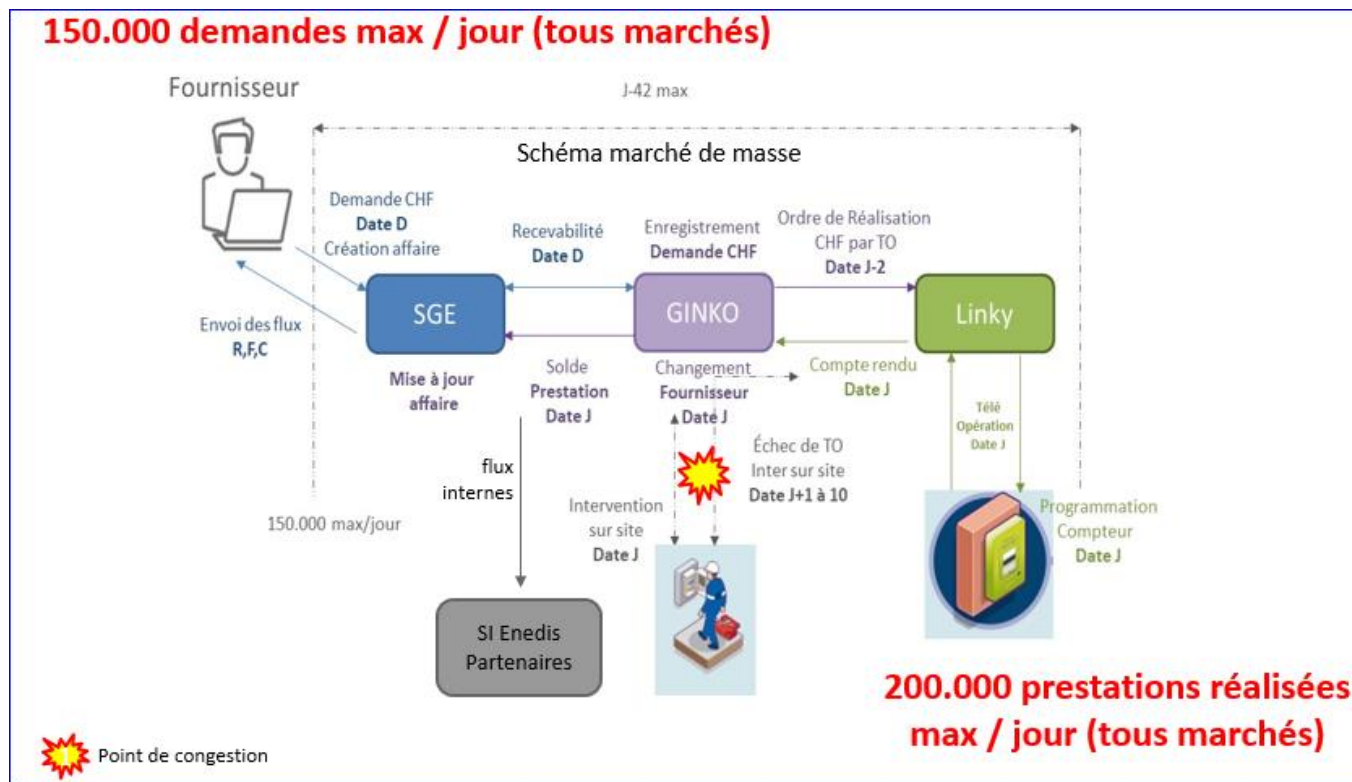 150.000 demandes max / jour (tous marchés)
Fournisseur
J-42 max
Schéma marché de masse
Demande CHF
Date D
Création affaire
Recevabilité
Date D
Enregistrement
Demande CHF
Ordre de Réalisation
CHF par TO
Date J-2
SGE
GINKO
Linky
Envoi des flux
R,F,C
Mise à jour
affaire
Solde
Prestation
Date J
Changement
Fournisseur
Date J
Compte rendu
Date J
Télé
Opération
Date J
flux
internes
Échec de TO
Inter sur site
Date J+1 à 10
150.000 max/jour
Intervention
sur site
Date J
Programmation
Compteur
Date J
SI Enedis
Partenaires
200.000 prestations réalisées
max / jour (tous marchés)
1 Point de congestion